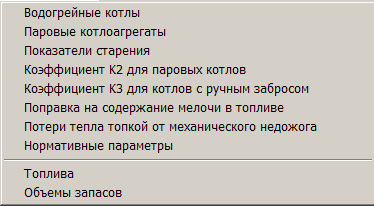 Водогрейные котлы
Паровые котлоагрегаты
Показатели старения
Коэффициент К2 для паровых котлов
Коэффициент К3 для котлов с ручным забросом
Поправка на содержание мелочи в топливе
Потери тепла топкой от механического недожога
Нормативные параметры
Топлива
Объемы запасов